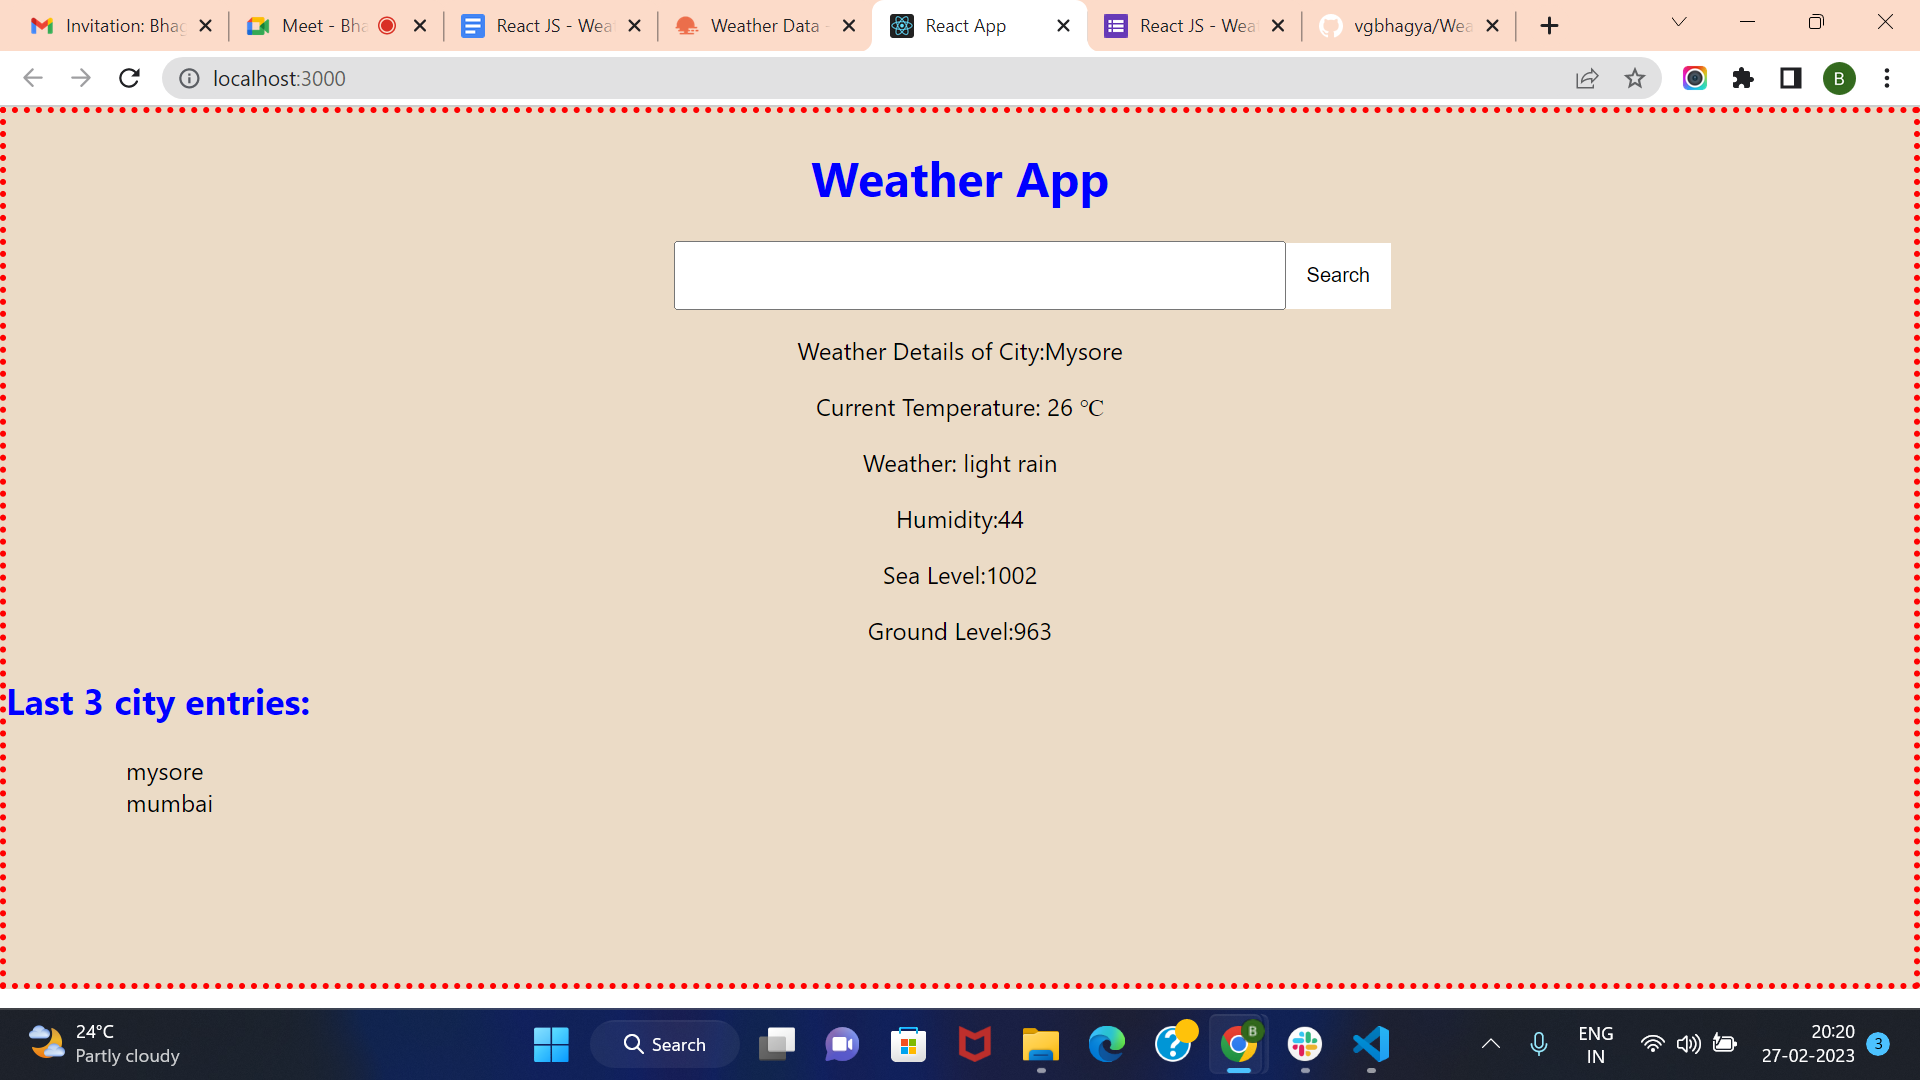 Invitation: Bhag
Meet - Bha
React JS - Wea
Weather Data -
React App
React JS - Wea
vgbhagya/Wea
localhost:3000
B
Weather App
Search
Weather Details of City:Mysore
Current Temperature: 26 ℃
Weather: light rain
Humidity:44
Sea Level:1002
Ground Level:963
Last 3 city entries:
mysore
mumbai
24°C
Partly cloudy
Search
B
ENG
IN
20:20
27-02-2023
3